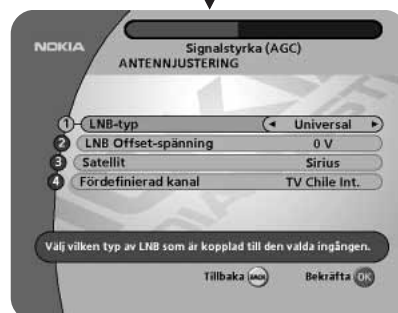 NOKIA
Signalstyrka (AGC)
ANTENNJUSTERING
1 LNB-typ Universal
2 LNB Offset-spänning 0 V
3 Satellit Sirius
4 Fördefinierad kanal TV Chile Int.
Välj vilken typ av LNB som är kopplad till den valda ingången.
Tillbaka BACK Bekräfta OK